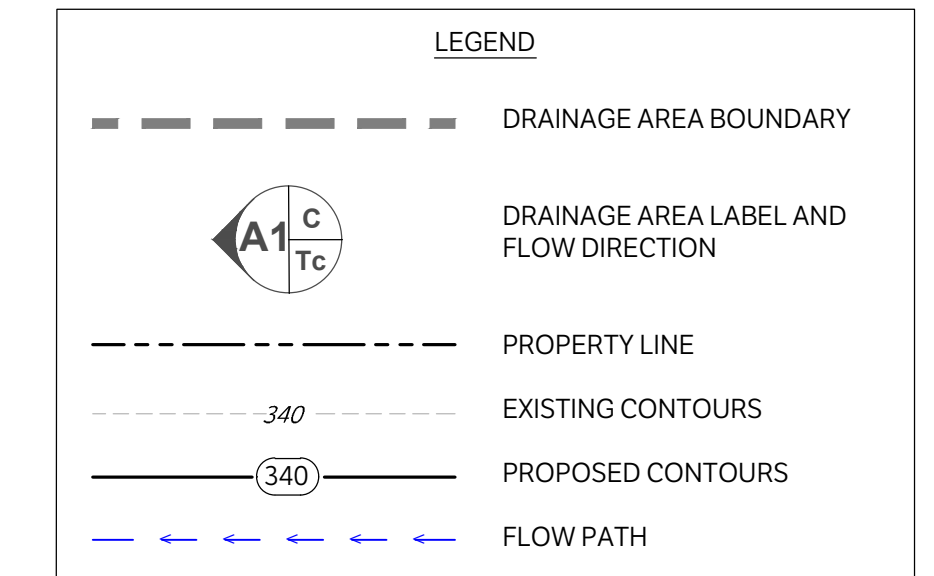 LEGEND
DRAINAGE AREA BOUNDARY
A1 C
Tc
DRAINAGE AREA LABEL AND
FLOW DIRECTION
PROPERTY LINE
340 EXISTING CONTOURS
340 PROPOSED CONTOURS
FLOW PATH